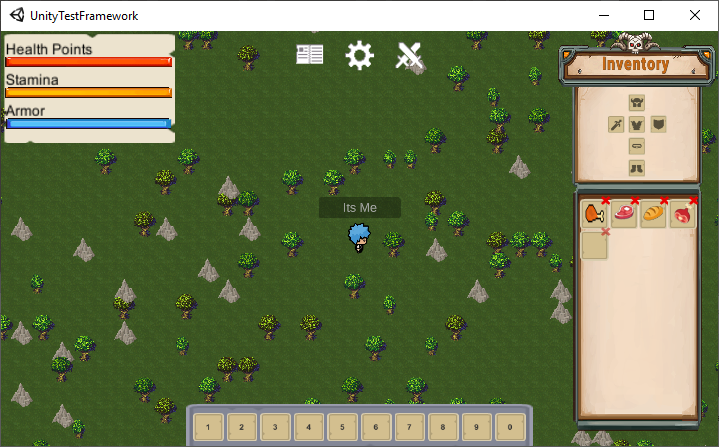 UnityTestFramework
Health Points
Stamina
Armor
Inventory
Its Me
1 2 3 4 5 6 7 8 9 0